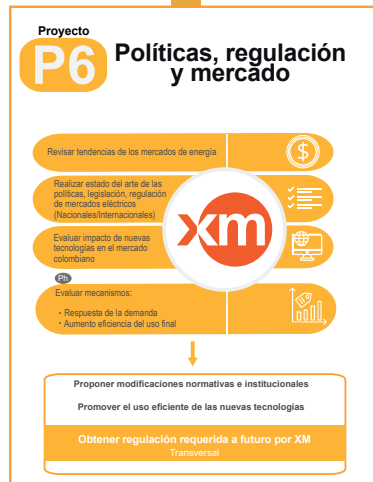 Proyecto
P6
Políticas, regulación
y mercado
Revisar tendencias de los mercados de energía
$
Realizar estado del arte de las
políticas, legislación, regulación
de mercados eléctricos
(Nacionales/Internacionales)
xm
Evaluar impacto de nuevas
tecnologías en el mercado
colombiano
Ph
Evaluar mecanismos:
· Respuesta de la demanda
· Aumento eficiencia del uso final
Proponer modificaciones normativas e institucionales
Promover el uso eficiente de las nuevas tecnologías
Obtener regulación requerida a futuro por XM
Transversal